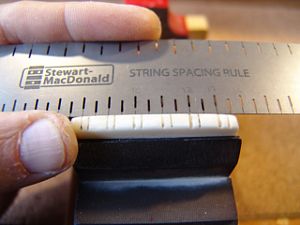 Stewart-
MacDonald
STRING SPACING RULE